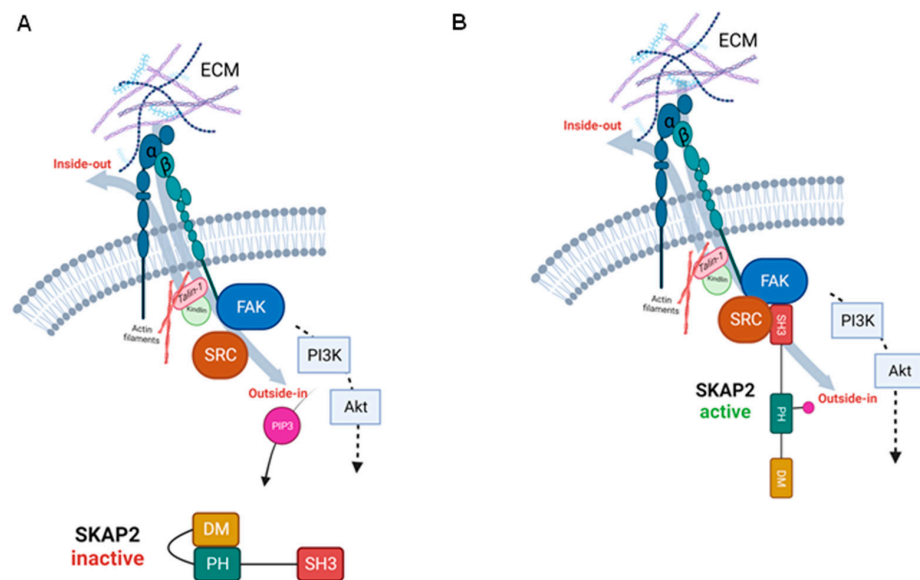 A
ECM
α
β
Inside-out
Talin-1
Kindlin
FAK
Actin
filaments
SRC
PI3K
Outside-in
Akt
PIP3
SKAP2
inactive
DM
PH
SH3
B
ECM
Inside-out
α
β
Talin-1
Kindlin
FAK
Actin
filaments
SRC
SH3
PI3K
Akt
SKAP2
active
Outside-in
PH
DM